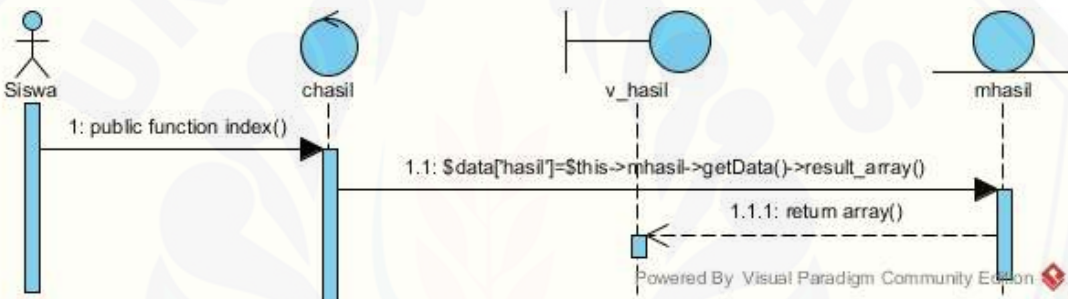 Siswa
chasil
v_hasil
mhasil
1: public function index()
1.1: $data['hasil']=$this->mhasil->getData()->result_array()
1.1.1: return array()
Powered By Visual Paradigm Community Edition